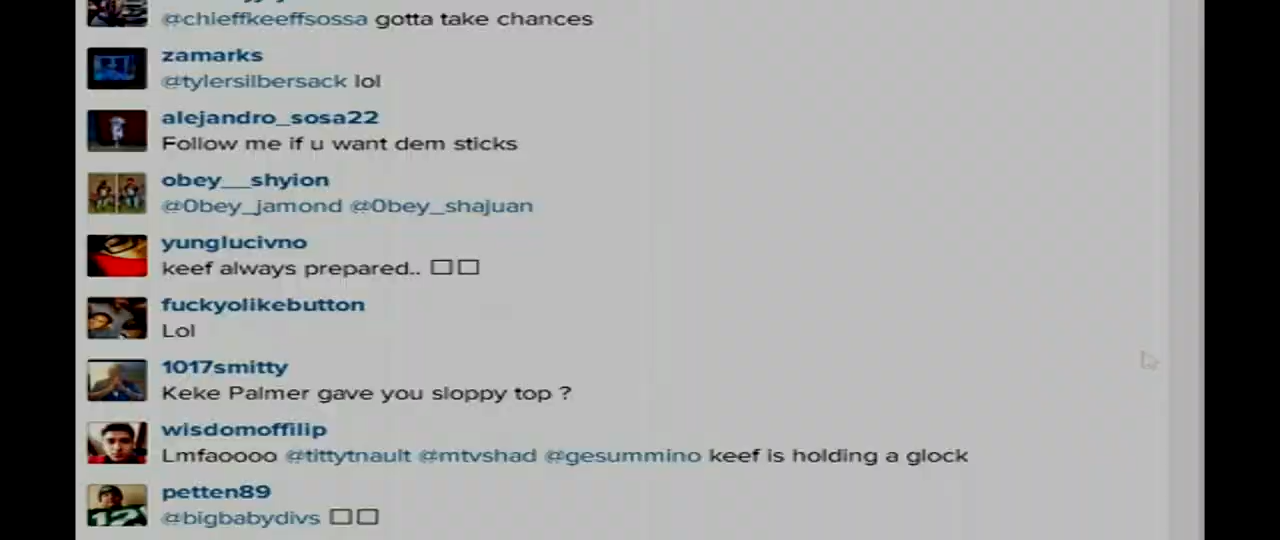 @chieffkeeffsossa gotta take chances
zamarks
@tylersilbersack lol
alejandro_sosa22
Follow me if u want dem sticks
obey__shyion
@0bey_jamond @0bey_shajuan
yunglucivno
keef always prepared.. □□
fuckyolikebutton
Lol
1017smitty
Keke Palmer gave you sloppy top ?
wisdomoffilip
Lmfaoooo @tittytnault @mtvshad @gesummino keef is holding a glock
petten89
@bigbabydivs □□